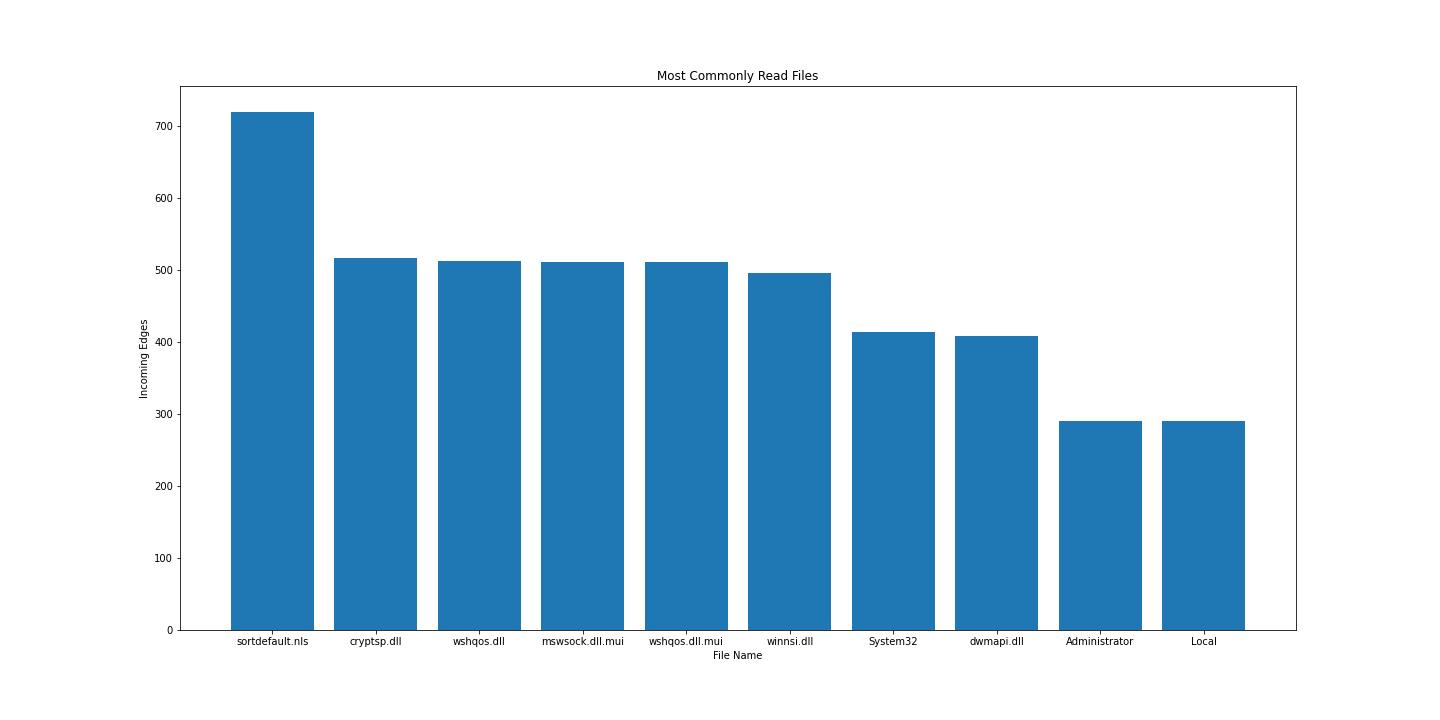 Most Commonly Read Files
700
600
500
400
300
200
100
0
Incoming Edges
sortdefault.nls cryptsp.dll wshqos.dll mswsock.dll.mui wshqos.dll.mui winnsi.dll System32 dwmapi.dll Administrator Local
File Name